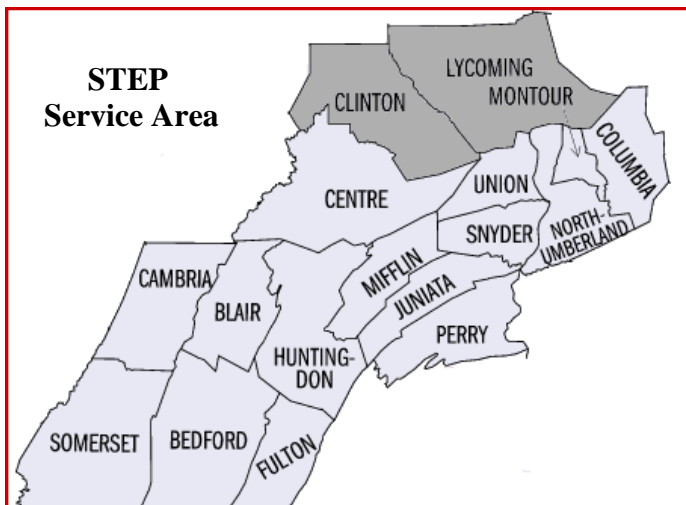 STEP
Service Area
LYCOMING
CLINTON
MONTOUR
COLUMBIA
CENTRE
UNION
SNYDER
NORTH-
UMBERLAND
CAMBRIA
BLAIR
MIFFLIN
JUNIATA
PERRY
HUNTING-
DON
SOMERSET
BEDFORD
FULTON